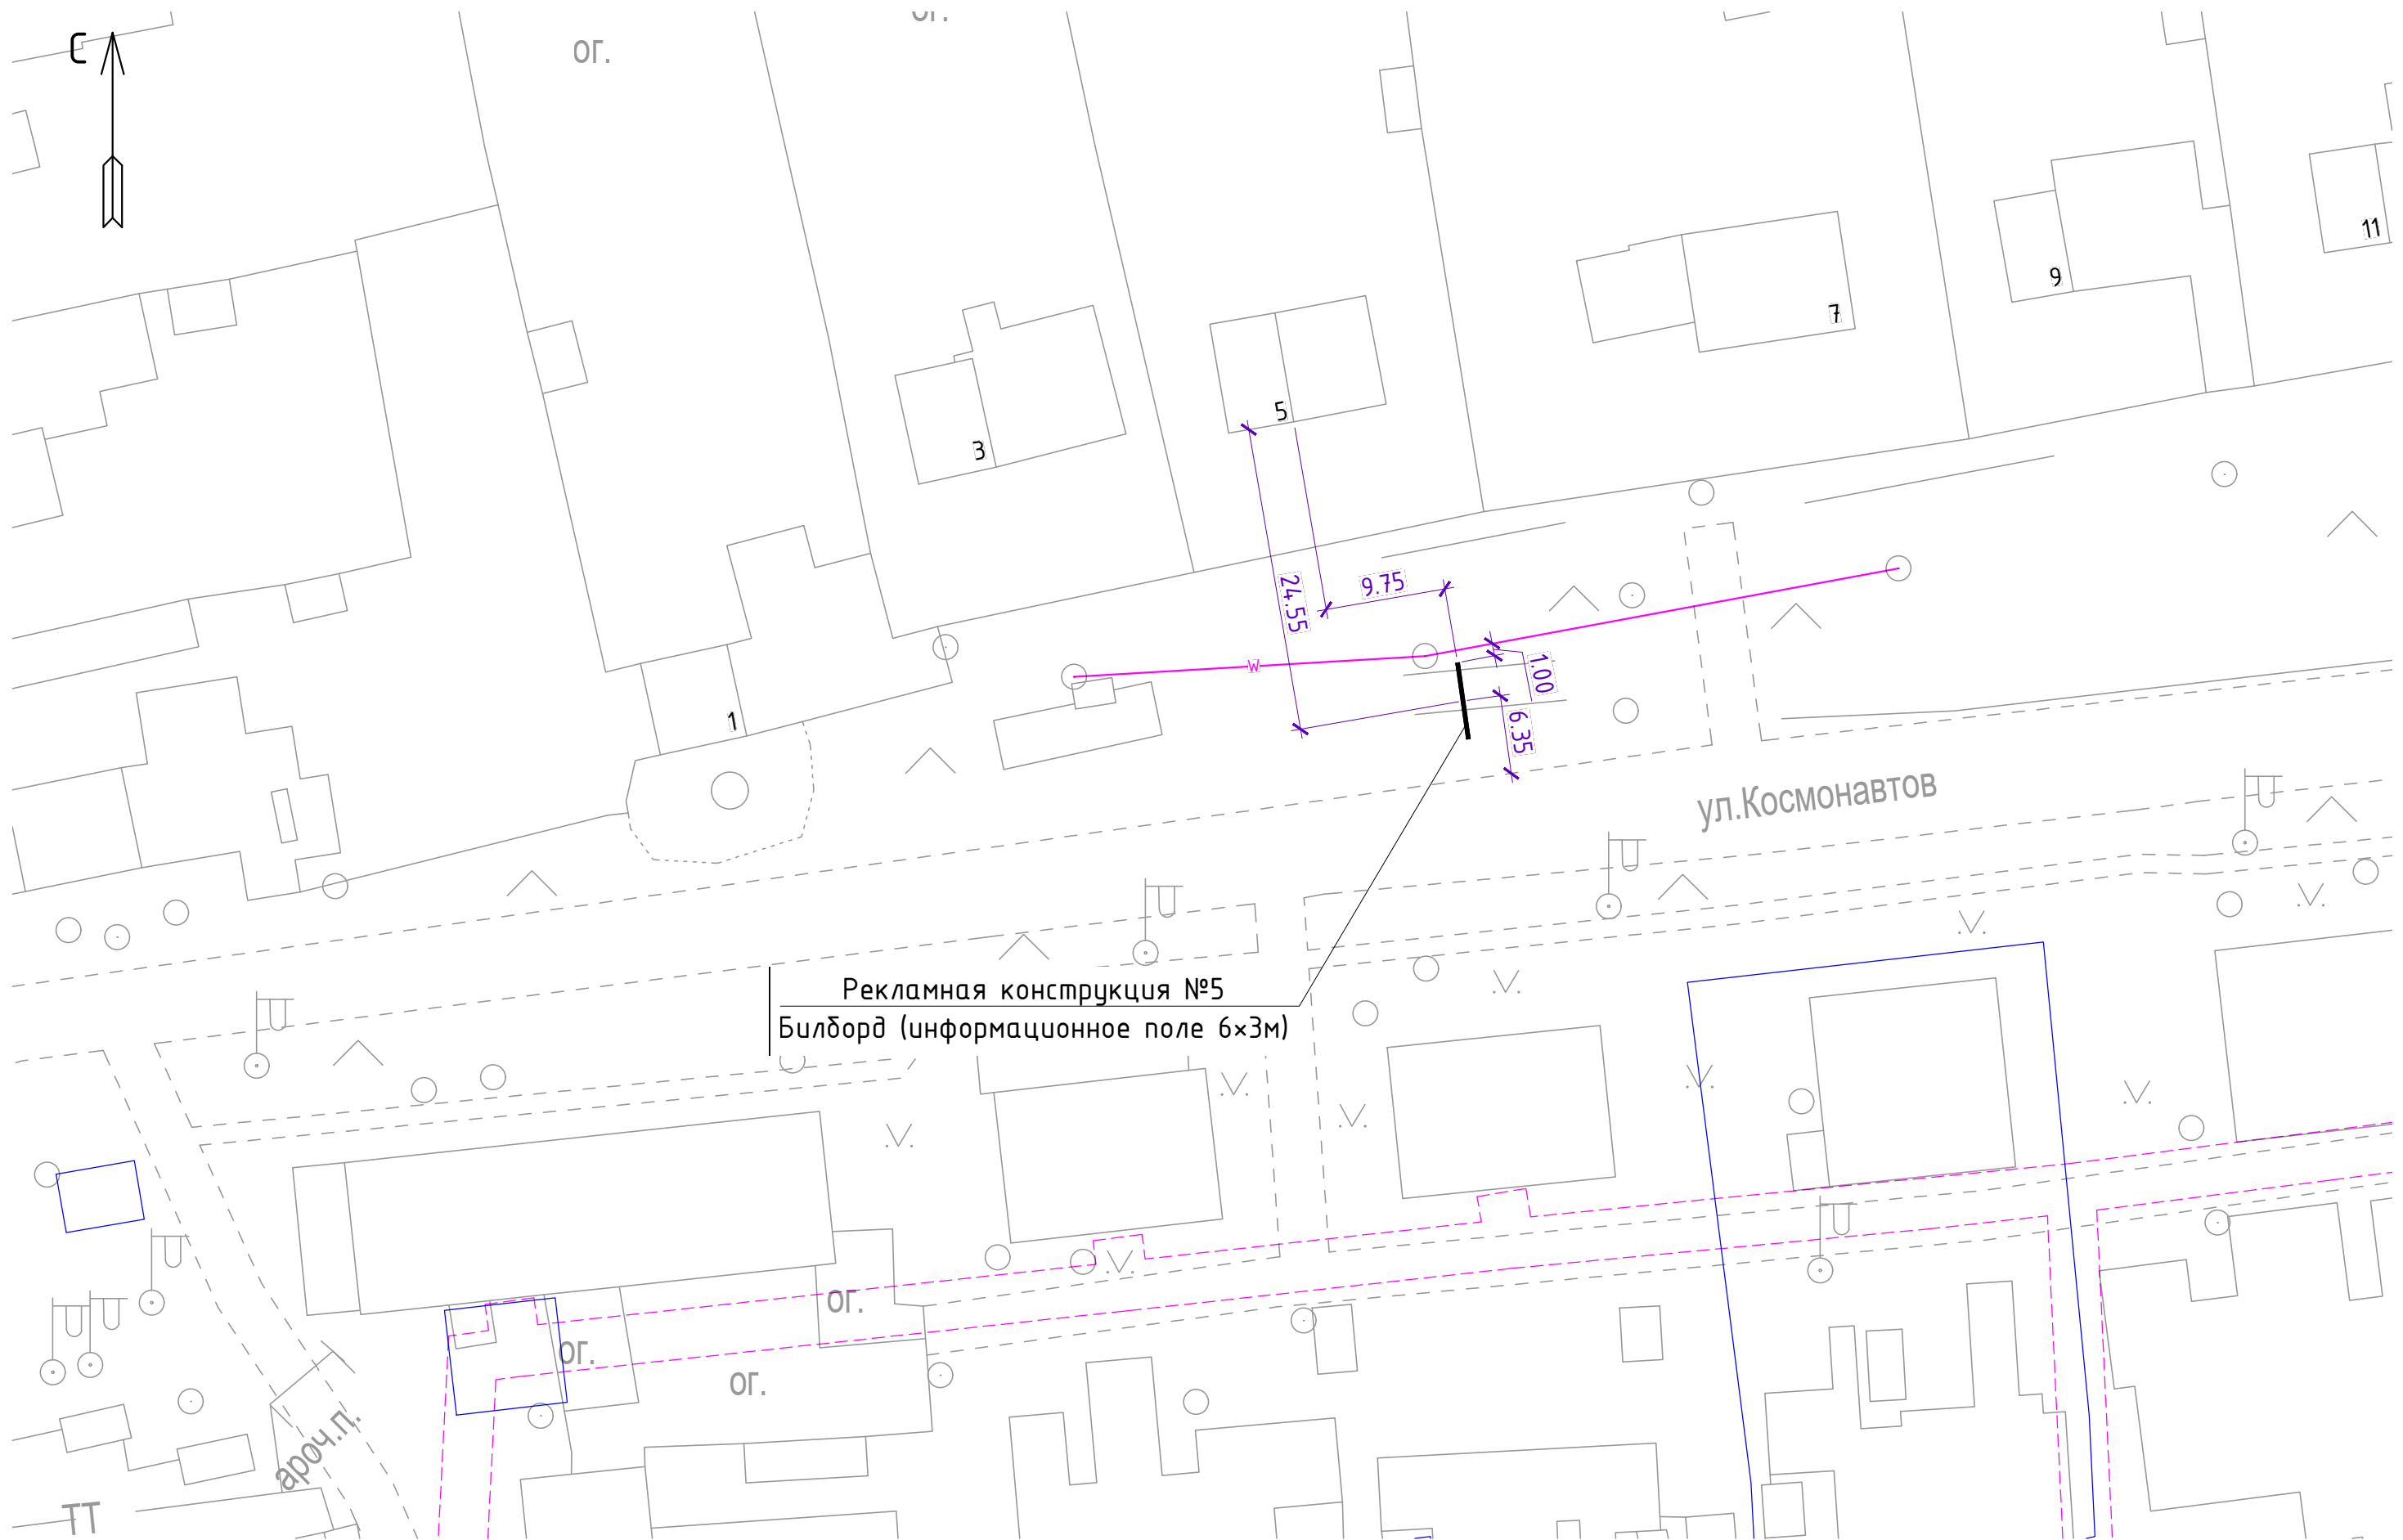 ог.
ог.
С
11
9
7
5
3
24.55
9.75
1.00
W
6.35
1
ул.Космонавтов
Рекламная конструкция №5
Билборд (информационное поле 6×3м)
ог.
ог.
ог.
ароч.п.
ТТ